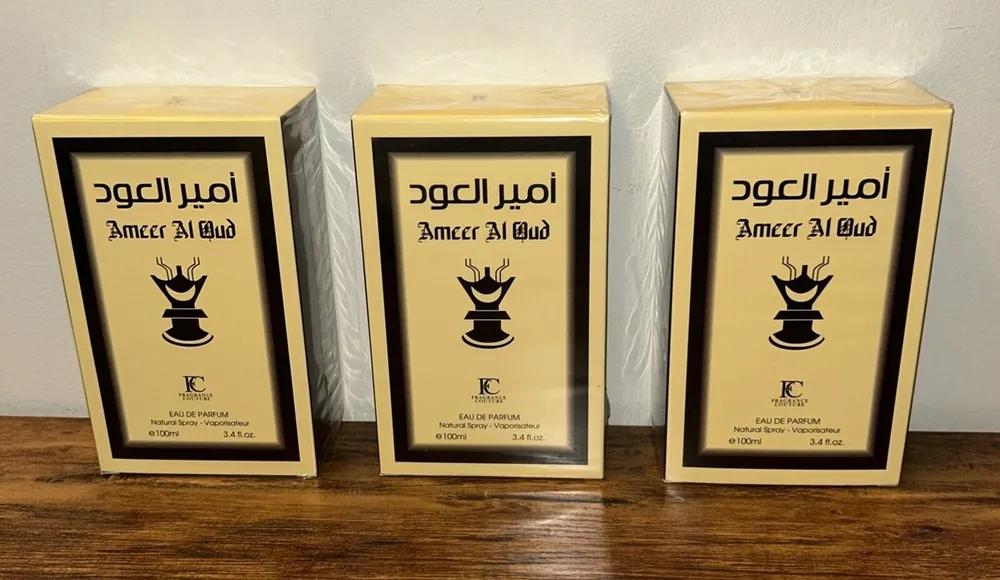 أمير العود
Ameer Al Oud
FC
FRAGRANCE
COUTURE
EAU DE PARFUM
Natural Spray - Vaporisateur
e100ml 3.4 fl.oz.
أمير العود
Ameer Al Oud
FC
FRAGRANCE
COUTURE
EAU DE PARFUM
Natural Spray - Vaporisateur
e100ml 3.4 fl.oz.
أمير العود
Ameer Al Oud
FC
FRAGRANCE
COUTURE
EAU DE PARFUM
Natural Spray - Vaporisateur
e100ml 3.4 fl.oz.